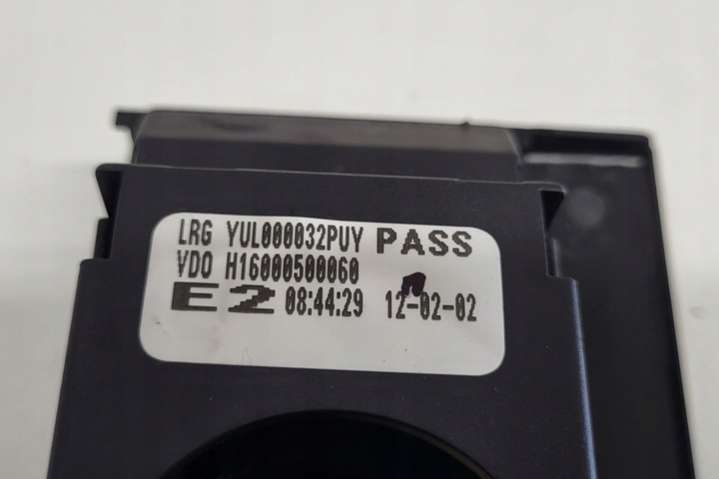 LRG YUL000032PUY PASS
VDO H16000500060
E2 08:44:29 12-02-02